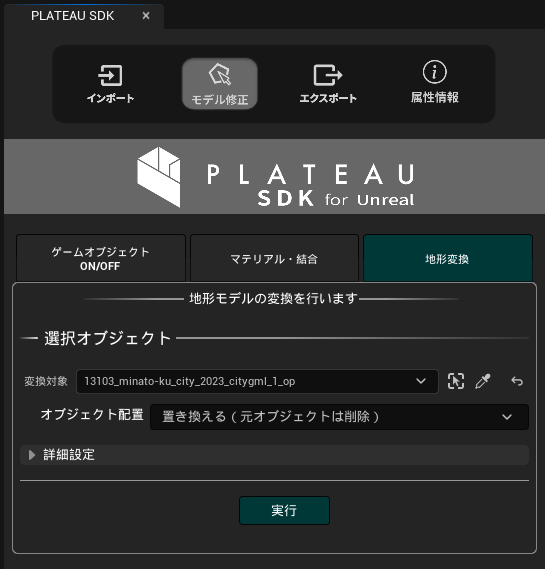 PLATEAU SDK
インポート
モデル修正
エクスポート
属性情報
PLATEAU
SDK for Unreal
ゲームオブジェクト
ON/OFF
マテリアル・結合
地形変換
地形モデルの変換を行います
選択オブジェクト
変換対象
13103_minato-ku_city_2023_citygml_1_op
オブジェクト配置
置き換える（元オブジェクトは削除）
詳細設定
実行